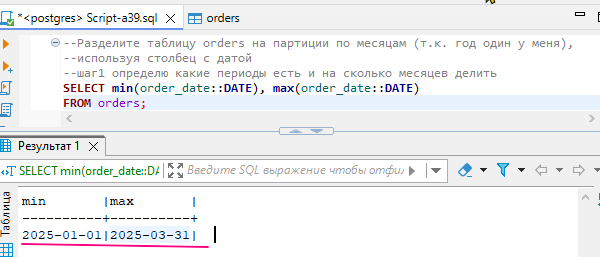 *<postgres> Script-a39.sql
orders
--Разделите таблицу orders на партиции по месяцам (т.к. год один у меня),
--используя столбец с датой
--шаг1 определю какие периоды есть и на сколько месяцев делить
SELECT min(order_date::DATE), max(order_date::DATE)
FROM orders;
Результат 1
SELECT min(order_date::DA
Введите SQL выражение чтобы отфил
Таблица
min |max |
----------+----------+
2025-01-01|2025-03-31|